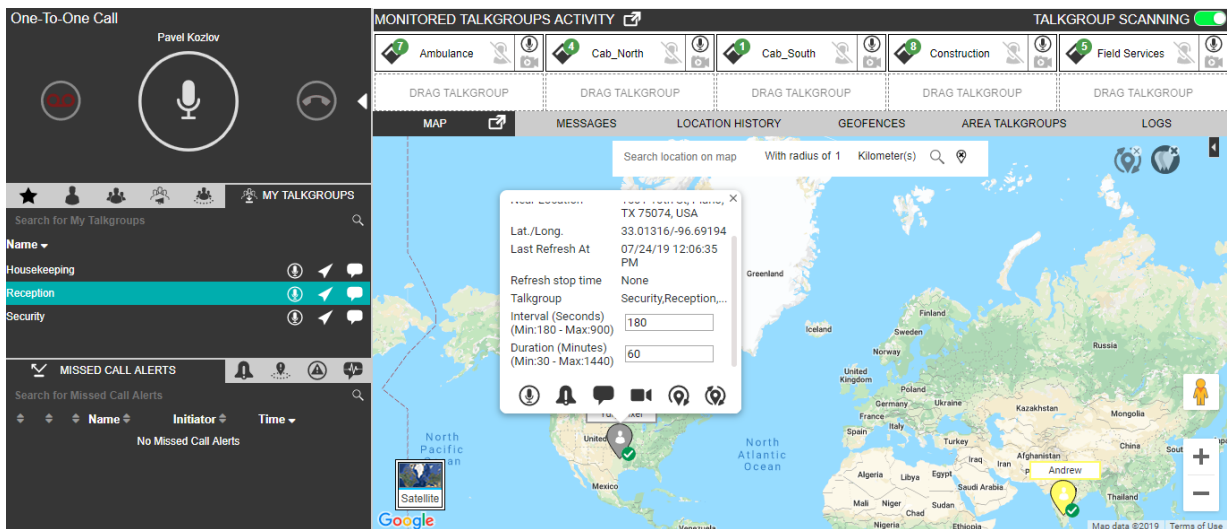 One-To-One Call
Pavel Kozlov
MY TALKGROUPS
Search for My Talkgroups
Name
Housekeeping
Reception
Security
MISSED CALL ALERTS
Search for Missed Call Alerts
Name Initiator Time
No Missed Call Alerts
MONITORED TALKGROUPS ACTIVITY TALKGROUP SCANNING
7 Ambulance 4 Cab_North 1 Cab_South 8 Construction 5 Field Services
DRAG TALKGROUP DRAG TALKGROUP DRAG TALKGROUP DRAG TALKGROUP DRAG TALKGROUP
MAP MESSAGES LOCATION HISTORY GEOFENCES AREA TALKGROUPS LOGS
Search location on map With radius of 1 Kilometer(s)
TX 75074, USA
Lat./Long. 33.01316/-96.69194
Last Refresh At 07/24/19 12:06:35
PM
Refresh stop time None
Talkgroup Security,Reception,...
Interval (Seconds)
(Min:180 - Max:900) 180
Duration (Minutes)
(Min:30 - Max:1440) 60
Greenland
Iceland
Finland
Sweden
Norway
Russia
United
Kingdom
Poland
Germany
Ukraine
France
Kazakhstan
Mongolia
Spain
Italy
Turkey
China
Iraq
Iran
Afghanistan
Andrew
Algeria
Libya
Egypt
Saudi Arabia
Thailand
Mali
Niger
Chad
Sudan
Nigeria
Ethiopia
North
Pacific
United
North
Atlantic
Ocean
Mexico
Venezuela
Satellite
Google
Map data ©2019 Terms of Use